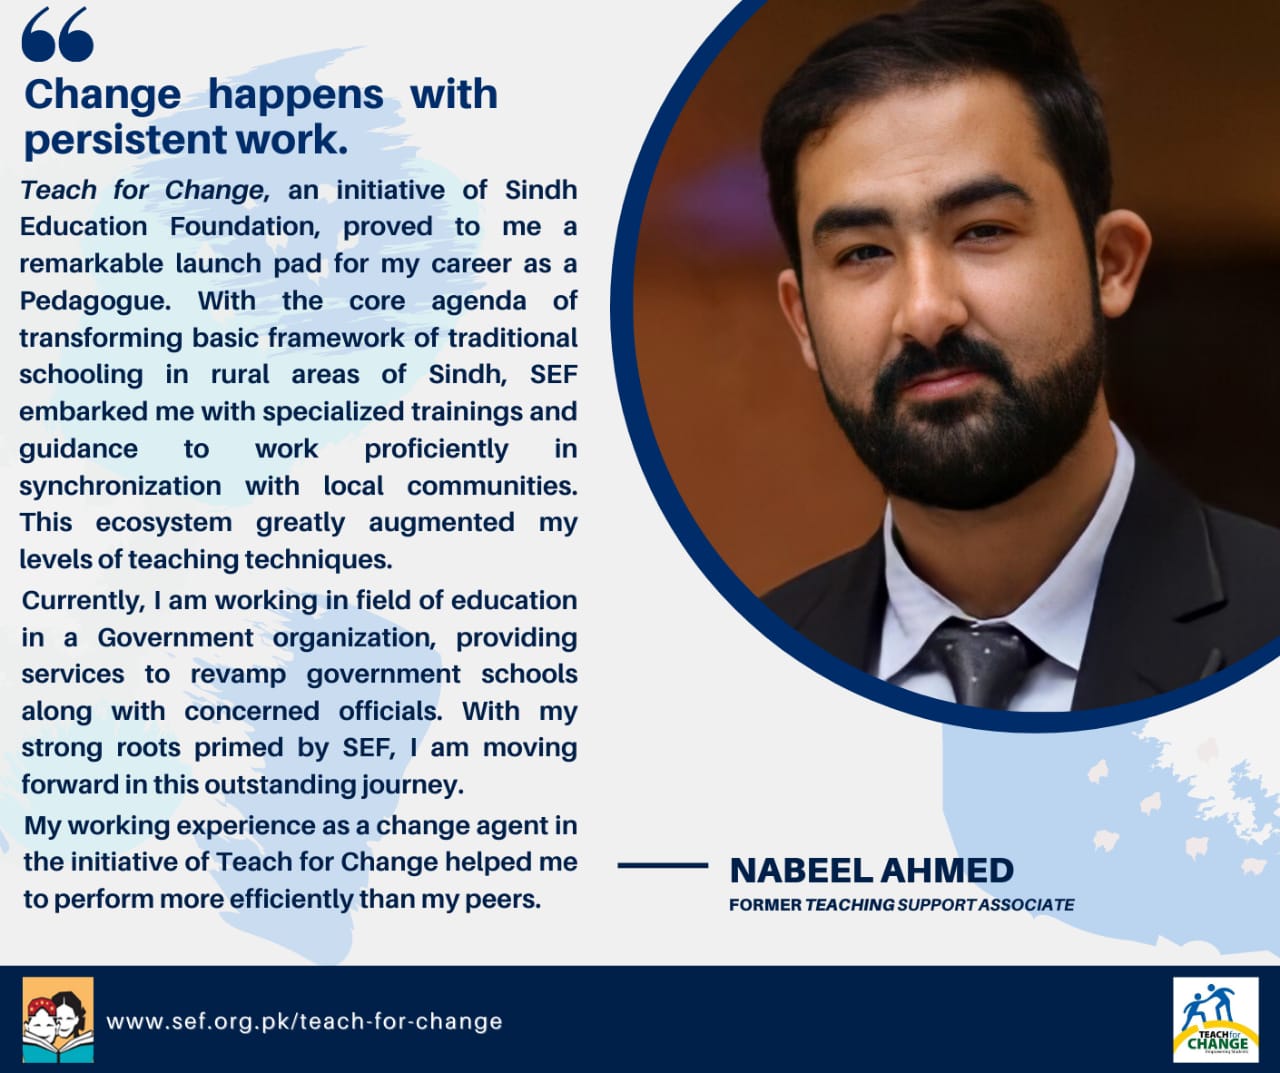 Change happens with
persistent work.
Teach for Change, an initiative of Sindh
Education Foundation, proved to me a
remarkable launch pad for my career as a
Pedagogue. With the core agenda of
transforming basic framework of traditional
schooling in rural areas of Sindh, SEF
embarked me with specialized trainings and
guidance to work proficiently in
synchronization with local communities.
This ecosystem greatly augmented my
levels of teaching techniques.
Currently, I am working in field of education
in a Government organization, providing
services to revamp government schools
along with concerned officials. With my
strong roots primed by SEF, I am moving
forward in this outstanding journey.
My working experience as a change agent in
the initiative of Teach for Change helped me
to perform more efficiently than my peers.
NABEEL AHMED
FORMER TEACHING SUPPORT ASSOCIATE
www.sef.org.pk/teach-for-change
TEACH for
CHANGE
Empowering Students